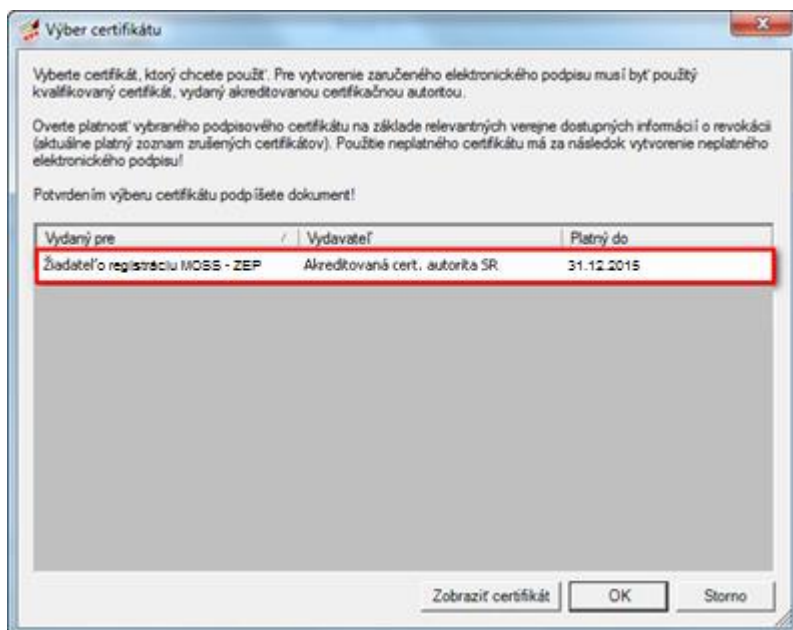 Výber certifikátu
Vyberte certifikát, ktorý chcete použiť. Pre vytvorenie zaručeného elektronického podpisu musí byť použitý
kvalifikovaný certifikát, vydaný akreditovanou certifikačnou autoritou.
Overte platnosť vybraného podpisového certifikátu na základe relevantných verejne dostupných informácií o revokácii
(aktuálne platný zoznam zrušených certifikátov). Použitie neplatného certifikátu má za následok vytvorenie neplatného
elektronického podpisu!
Potvrdením výberu certifikátu podpíšete dokument!
Vydaný pre / Vydavateľ Platný do
Žiadateľ o registráciu MOSS - ZEP Akreditovaná cert. autorita SR 31.12.2015
Zobraziť certifikát OK Storno